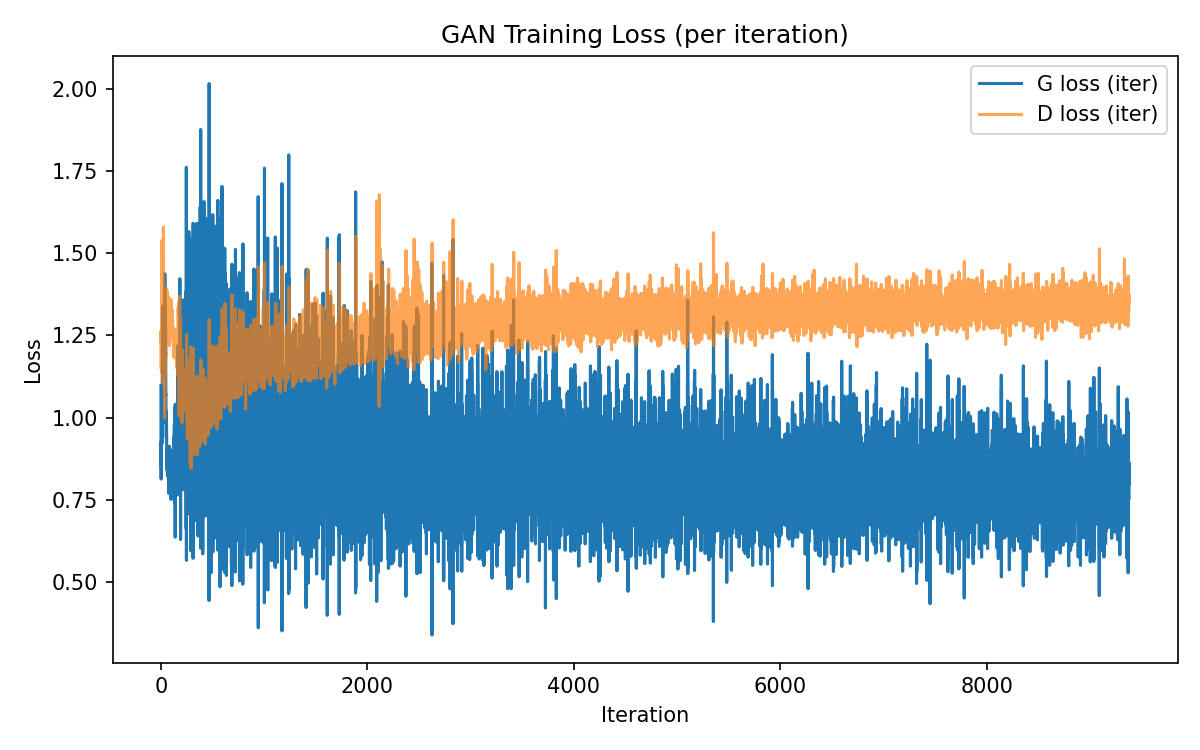 GAN Training Loss (per iteration)
G loss (iter)
D loss (iter)
Loss
2.00
1.75
1.50
1.25
1.00
0.75
0.50
0
2000
4000
6000
8000
Iteration